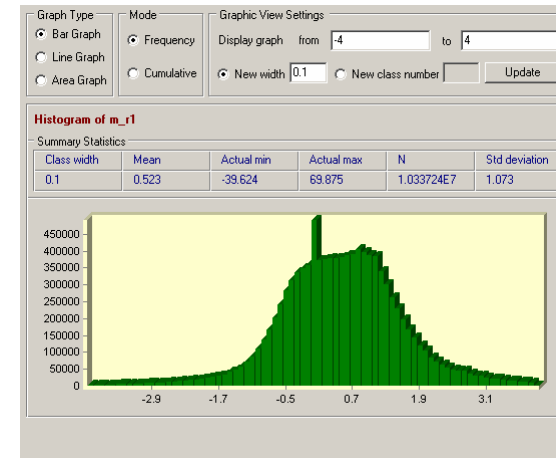 Graph Type Mode Graphic View Settings
Bar Graph Frequency Display graph from -4 to 4
Line Graph
Area Graph Cumulative New width 0.1 New class number Update
Histogram of m_r1
Summary Statistics
Class width Mean Actual min Actual max N Std deviation
0.1 0.523 -39.624 69.875 1.033724E7 1.073
450000
400000
350000
300000
250000
200000
150000
100000
50000
0
-2.9 -1.7 -0.5 0.7 1.9 3.1